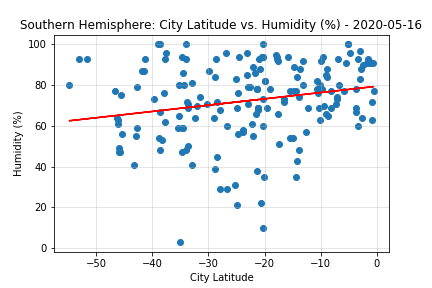 Southern Hemisphere: City Latitude vs. Humidity (%) - 2020-05-16
100
80
60
40
20
0
Humidity (%)
−50 −40 −30 −20 −10 0
City Latitude